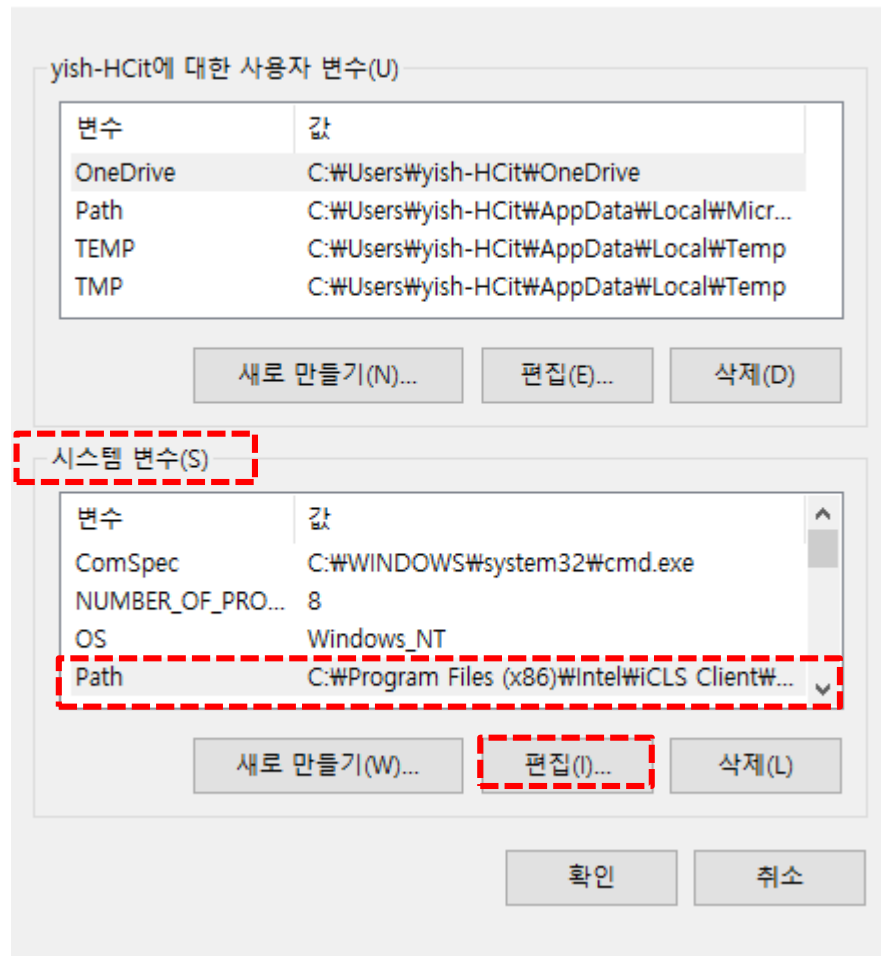 yish-HCit에 대한 사용자 변수(U)
변수 값
OneDrive C:₩Users₩yish-HCit₩OneDrive
Path C:₩Users₩yish-HCit₩AppData₩Local₩Micr...
TEMP C:₩Users₩yish-HCit₩AppData₩Local₩Temp
TMP C:₩Users₩yish-HCit₩AppData₩Local₩Temp
새로 만들기(N)... 편집(E)... 삭제(D)
시스템 변수(S)
변수 값
ComSpec C:₩WINDOWS₩system32₩cmd.exe
NUMBER_OF_PRO... 8
OS Windows_NT
Path C:₩Program Files (x86)₩Intel₩iCLS Client₩...
새로 만들기(W)... 편집(I)... 삭제(L)
확인 취소